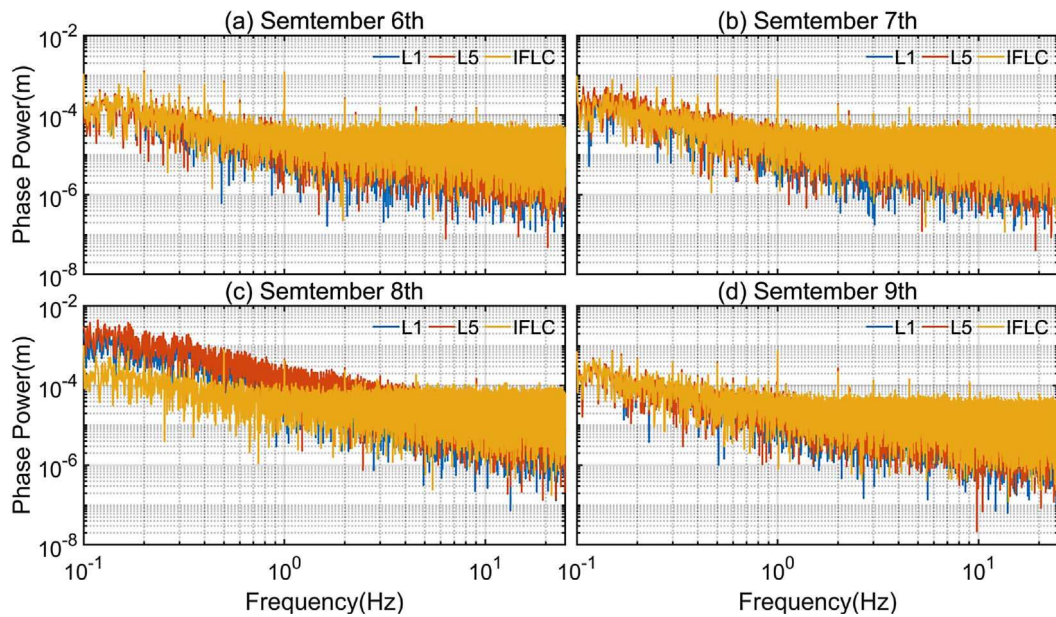 (a) Semtember 6th
(b) Semtember 7th
10^-2
L1 L5 IFLC
L1 L5 IFLC
10^-4
10^-6
10^-8
Phase Power(m)
(c) Semtember 8th
(d) Semtember 9th
10^-2
L1 L5 IFLC
L1 L5 IFLC
10^-4
10^-6
10^-8
Phase Power(m)
10^-1 10^0 10^1 10^-1 10^0 10^1
Frequency(Hz) Frequency(Hz)